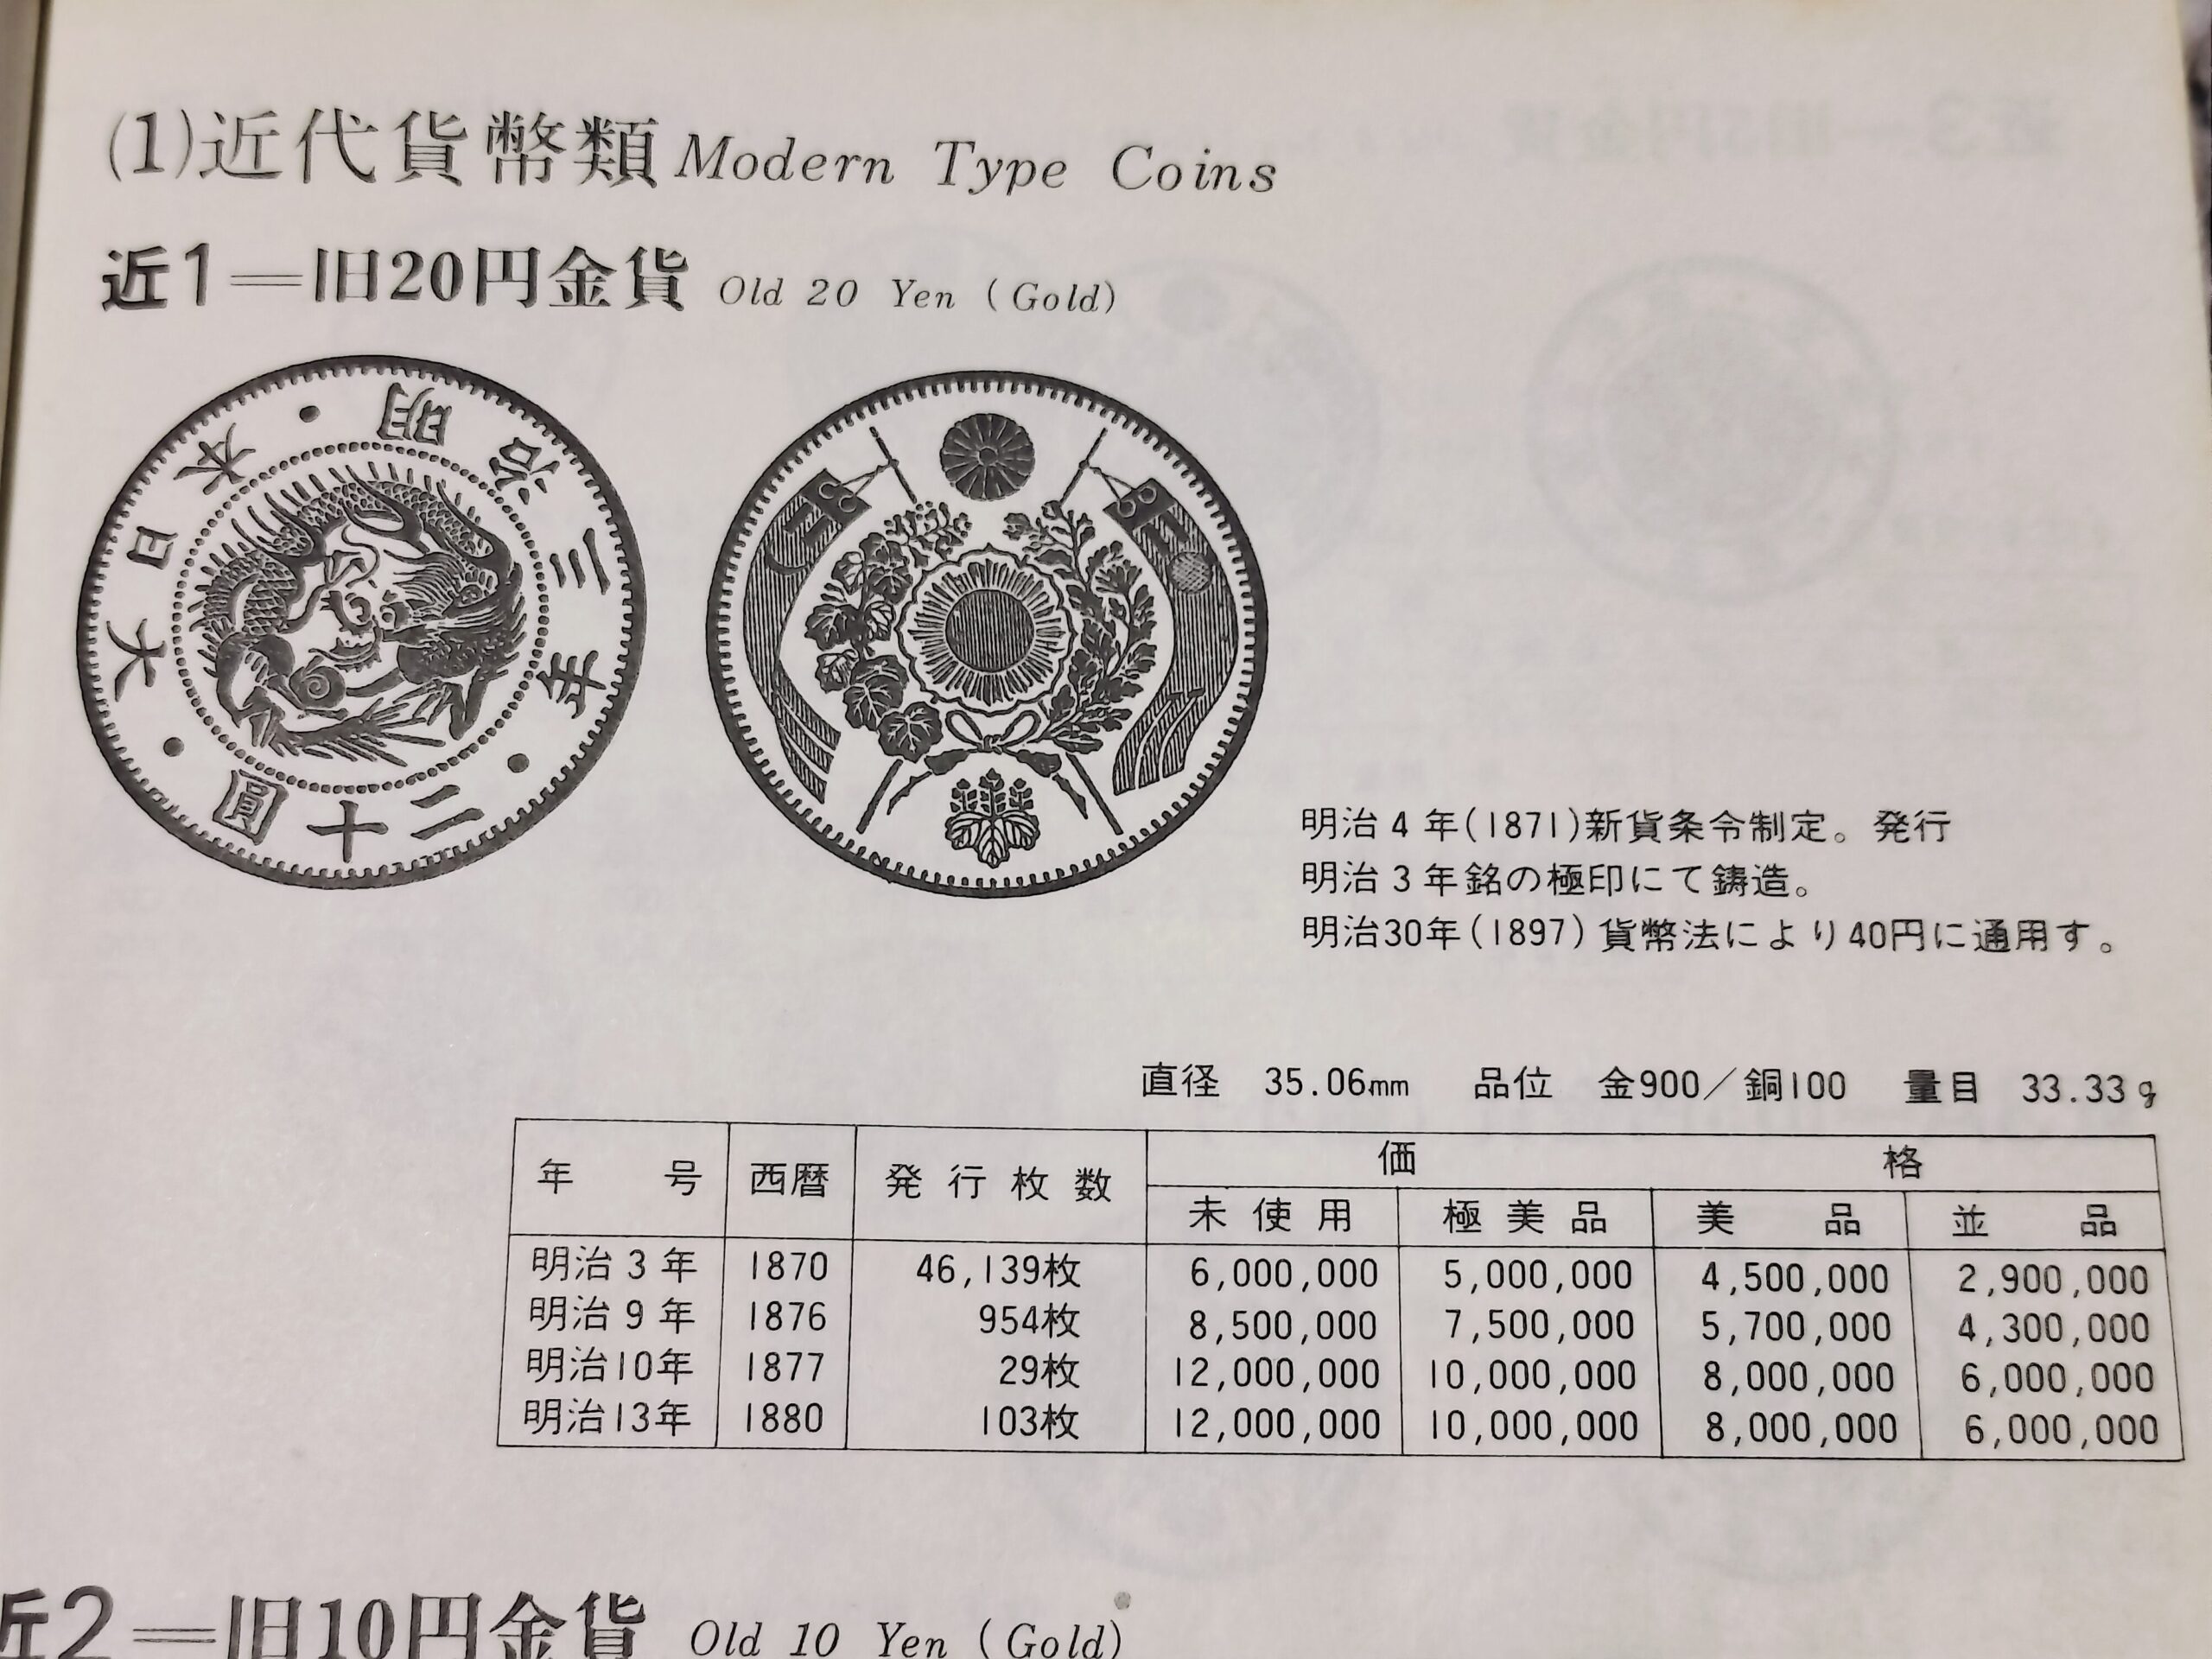 (1)近代貨幣類 Modern Type Coins
近1＝旧20円金貨 Old 20 Yen (Gold)
大日本・明治三年・二十圓・
明治4年(1871)新貨条令制定。発行
明治3年銘の極印にて鋳造。
明治30年(1897)貨幣法により40円に通用す。
直径 35.06mm 品位 金900／銅100 量目 33.33g
年号 西暦 発行枚数 価格
未使用 極美品 美品 並品
明治3年 1870 46,139枚 6,000,000 5,000,000 4,500,000 2,900,000
明治9年 1876 954枚 8,500,000 7,500,000 5,700,000 4,300,000
明治10年 1877 29枚 12,000,000 10,000,000 8,000,000 6,000,000
明治13年 1880 103枚 12,000,000 10,000,000 8,000,000 6,000,000
近2＝旧10円金貨 Old 10 Yen (Gold)